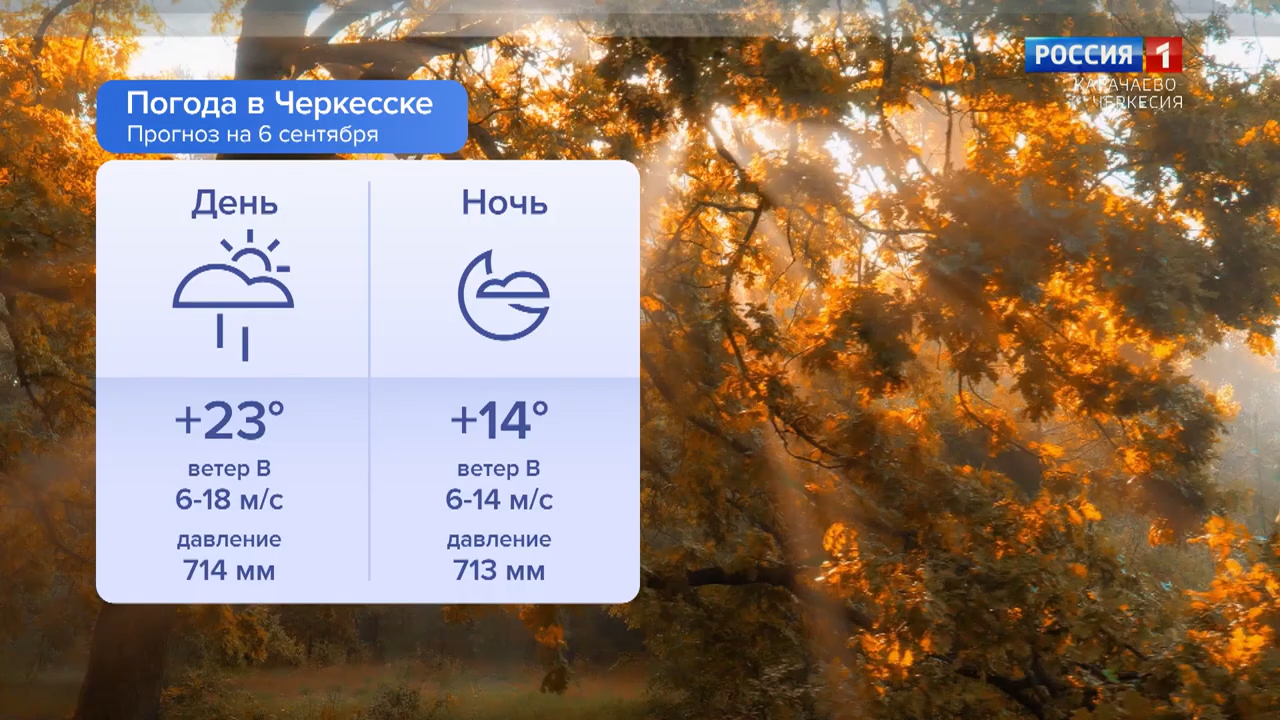 РОССИЯ 1
КАРАЧАЕВО
ЧЕРКЕСИЯ
Погода в Черкесске
Прогноз на 6 сентября
День
Ночь
+23°
+14°
ветер В
ветер В
6-18 м/с
6-14 м/с
давление
давление
714 мм
713 мм